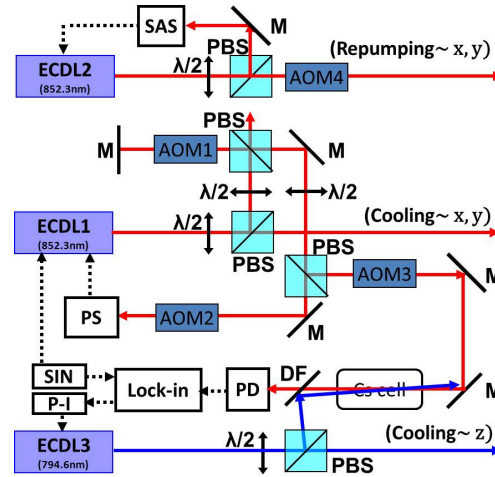 SAS
M
PBS
(Repumping~ x, y)
ECDL2
(852.3nm)
λ/2
AOM4
PBS
M
AOM1
M
λ/2
λ/2
(Cooling~ x, y)
ECDL1
(852.3nm)
λ/2
PBS
PBS
AOM3
M
PS
AOM2
M
SIN
Lock-in
PD
DF
Cs cell
P-I
M
ECDL3
(794.6nm)
λ/2
(Cooling~ z)
PBS